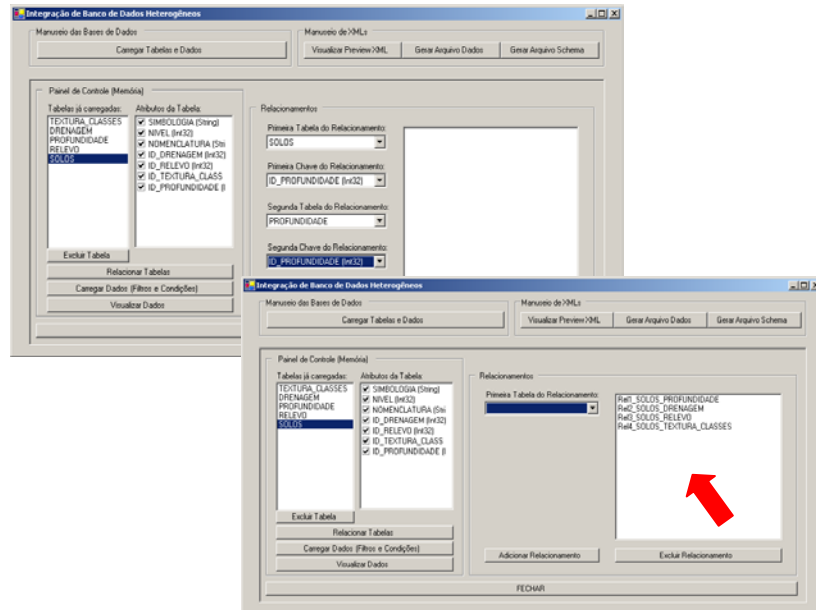 Integração de Banco de Dados Heterogêneos
Manuseio das Bases de Dados
Carregar Tabelas e Dados
Manuseio de XMLs
Visualizar Preview XML
Gerar Arquivo Dados
Gerar Arquivo Schema
Painel de Controle (Memória)
Tabelas já carregadas:
TEXTURA_CLASSES
DRENAGEM
PROFUNDIDADE
RELEVO
SOLOS
Atributos da Tabela:
SIMBOLOGIA (String)
NIVEL (Int32)
NOMENCLATURA (Stri
ID_DRENAGEM (Int32)
ID_RELEVO (Int32)
ID_TEXTURA_CLASS
ID_PROFUNDIDADE (I
Excluir Tabela
Relacionar Tabelas
Carregar Dados (Filtros e Condições)
Visualizar Dados
Relacionamentos
Primeira Tabela do Relacionamento:
SOLOS
Primeira Chave do Relacionamento:
ID_PROFUNDIDADE (Int32)
Segunda Tabela do Relacionamento:
PROFUNDIDADE
Segunda Chave do Relacionamento:
ID_PROFUNDIDADE (Int32)
Integração de Banco de Dados Heterogêneos
Manuseio das Bases de Dados
Carregar Tabelas e Dados
Manuseio de XMLs
Visualizar Preview XML
Gerar Arquivo Dados
Gerar Arquivo Schema
Painel de Controle (Memória)
Tabelas já carregadas:
TEXTURA_CLASSES
DRENAGEM
PROFUNDIDADE
RELEVO
SOLOS
Atributos da Tabela:
SIMBOLOGIA (String)
NIVEL (Int32)
NOMENCLATURA (Stri
ID_DRENAGEM (Int32)
ID_RELEVO (Int32)
ID_TEXTURA_CLASS
ID_PROFUNDIDADE (I
Excluir Tabela
Relacionar Tabelas
Carregar Dados (Filtros e Condições)
Visualizar Dados
Relacionamentos
Primeira Tabela do Relacionamento:
Rel1_SOLOS_PROFUNDIDADE
Rel2_SOLOS_DRENAGEM
Rel3_SOLOS_RELEVO
Rel4_SOLOS_TEXTURA_CLASSES
Adicionar Relacionamento
Excluir Relacionamento
FECHAR